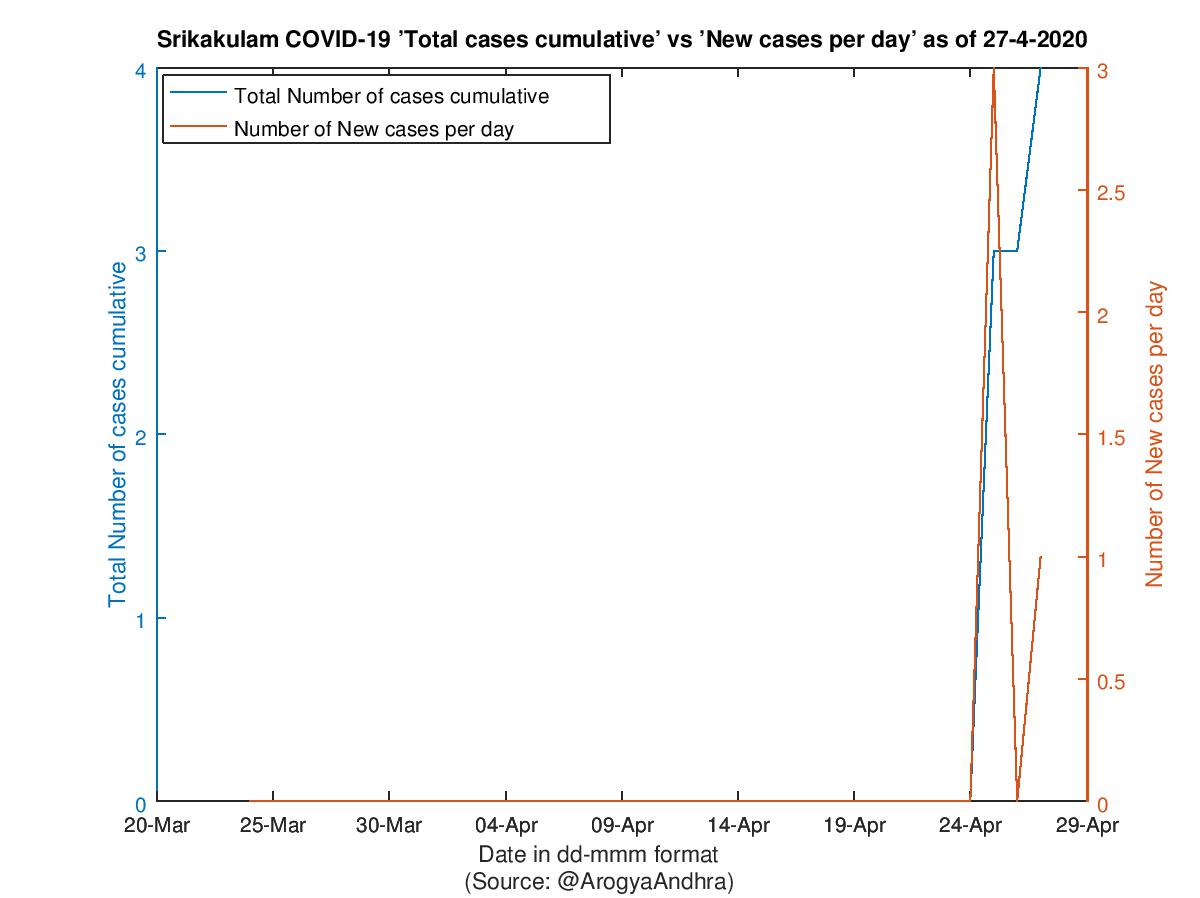 Srikakulam COVID-19 ’Total cases cumulative’ vs ’New cases per day’ as of 27-4-2020
Total Number of cases cumulative
Number of New cases per day
Total Number of cases cumulative
4
3
2
1
0
3
2.5
2
1.5
1
0.5
0
Number of New cases per day
20-Mar 25-Mar 30-Mar 04-Apr 09-Apr 14-Apr 19-Apr 24-Apr 29-Apr
Date in dd-mmm format
(Source: @ArogyaAndhra)